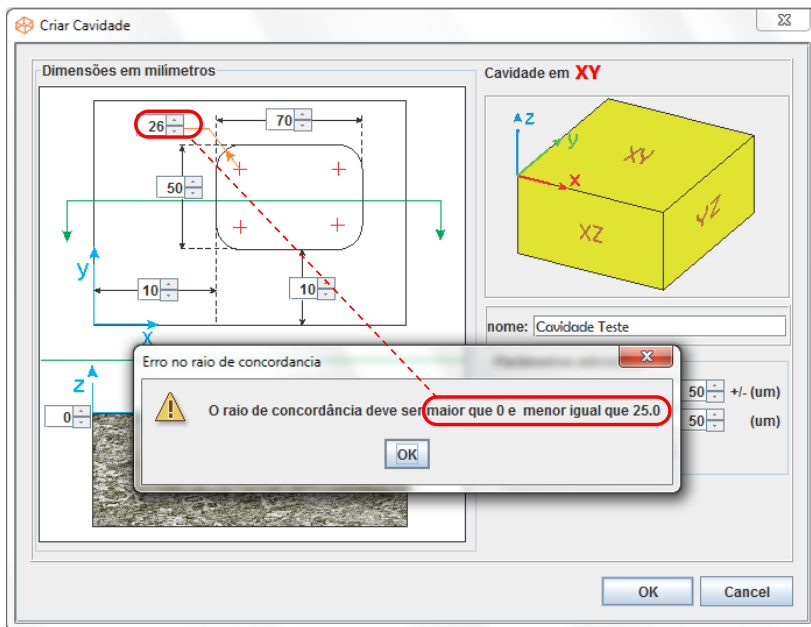 Criar Cavidade
Dimensões em milimetros
26
70
50
10
10
y
x
z
0
Cavidade em XY
z
y
x
XY
XZ
YZ
nome: Cavidade Teste
50 +/- (um)
50 (um)
Erro no raio de concordancia
O raio de concordância deve ser maior que 0 e menor igual que 25.0
OK
OK Cancel